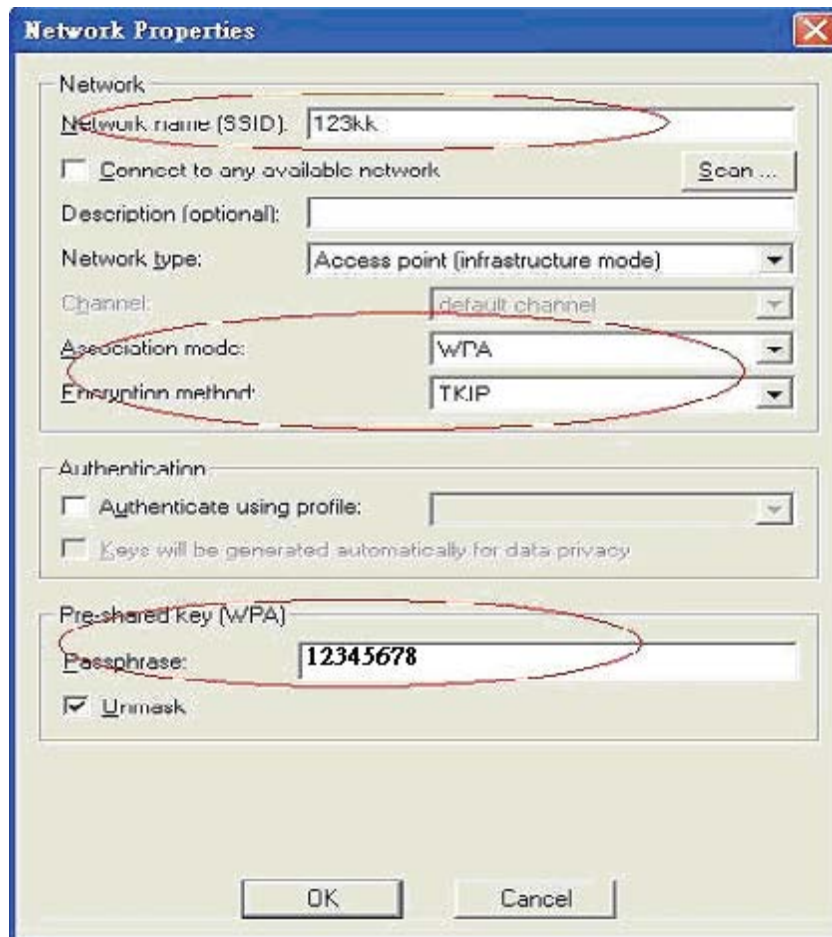 Network Properties
Network
Network name (SSID):
123kk
Connect to any available network
Scan ...
Description (optional):
Network type:
Access point (infrastructure mode)
Channel:
default channel
Association mode:
WPA
Encryption method:
TKIP
Authentication
Authenticate using profile:
Keys will be generated automatically for data privacy
Pre-shared key (WPA)
Passphrase:
12345678
Unmask
OK
Cancel